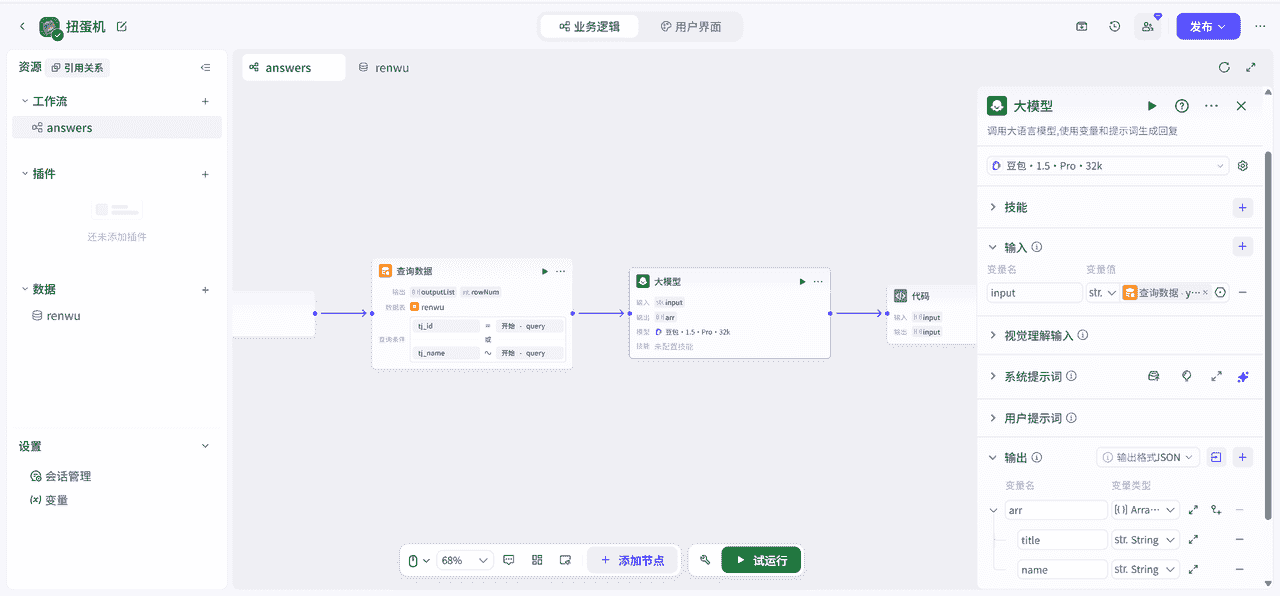 扭蛋机
业务逻辑
用户界面
发布
资源
引用关系
工作流
answers
插件
还未添加插件
数据
renwu
设置
会话管理
变量
answers
renwu
查询数据
输出 outputList int. rowNum
数据表 renwu
查询条件
tj_id = 开始 - query
或
tj_name ~ 开始 - query
大模型
输入 str. input
输出 arr
模型 豆包・1.5・Pro・32k
技能 未配置技能
代码
输入 input
输出 input
68%
添加节点
试运行
大模型
调用大语言模型,使用变量和提示词生成回复
豆包・1.5・Pro・32k
技能
输入
变量名 变量值
input str. 查询数据 - y···
视觉理解输入
系统提示词
用户提示词
输出 输出格式JSON
变量名 变量类型
arr Arra···
title str. String
name str. String